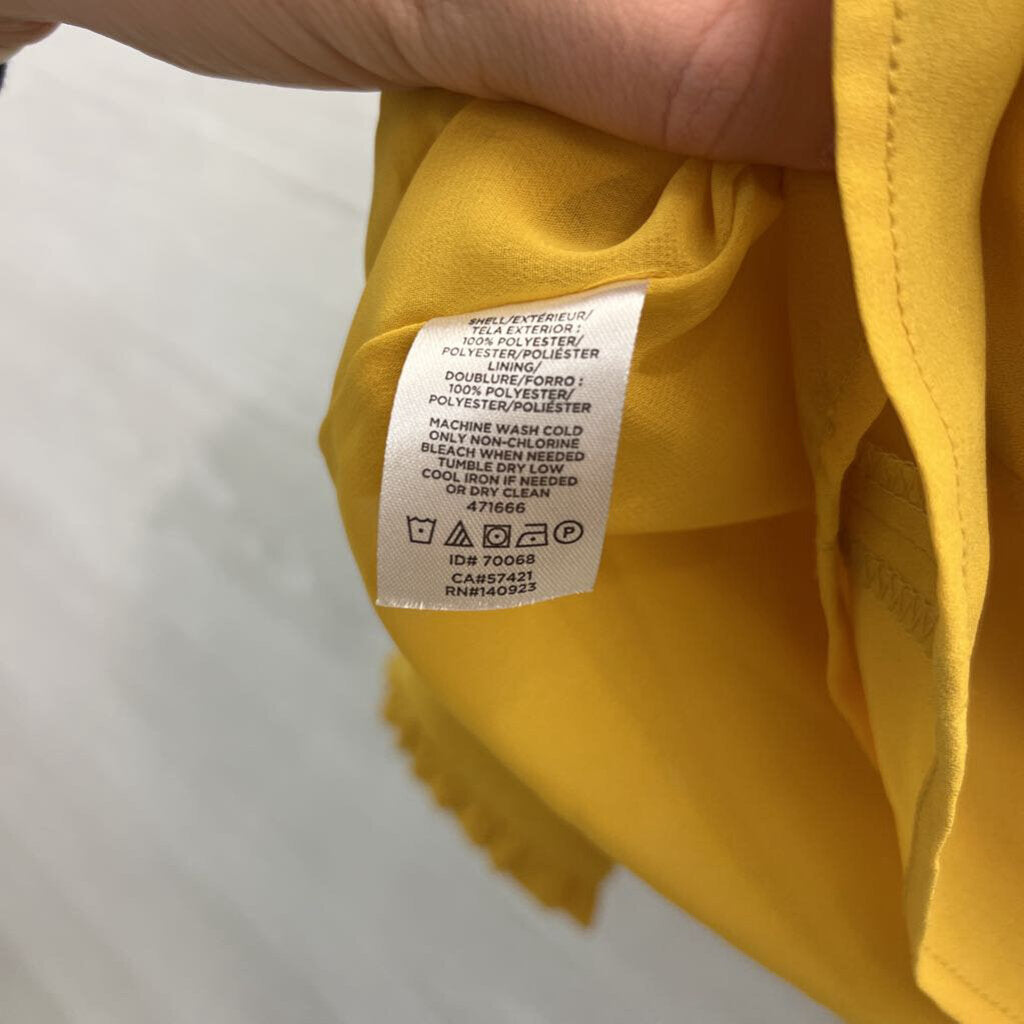 SHELL/EXTÉRIEUR/
TELA EXTERIOR :
100% POLYESTER/
POLYESTER/POLIÉSTER
LINING/
DOUBLURE/FORRO :
100% POLYESTER/
POLYESTER/POLIÉSTER
MACHINE WASH COLD
ONLY NON-CHLORINE
BLEACH WHEN NEEDED
TUMBLE DRY LOW
COOL IRON IF NEEDED
OR DRY CLEAN
471666
P
ID# 70068
CA#57421
RN#140923